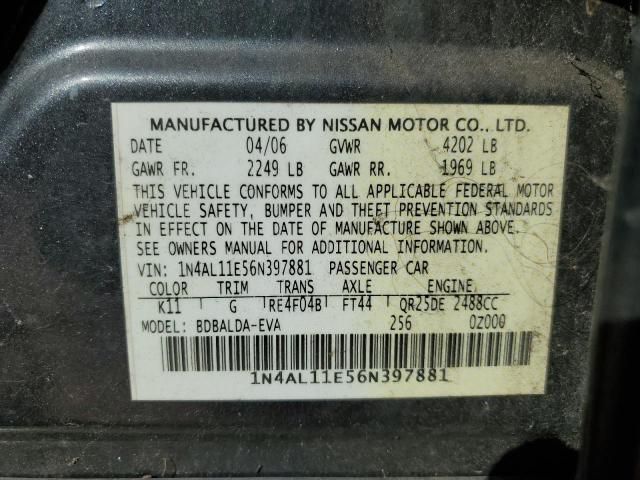 MANUFACTURED BY NISSAN MOTOR CO., LTD.
DATE 04/06 GVWR 4202 LB
GAWR FR. 2249 LB GAWR RR. 1969 LB
THIS VEHICLE CONFORMS TO ALL APPLICABLE FEDERAL MOTOR
VEHICLE SAFETY, BUMPER AND THEFT PREVENTION STANDARDS
IN EFFECT ON THE DATE OF MANUFACTURE SHOWN ABOVE.
SEE OWNERS MANUAL FOR ADDITIONAL INFORMATION.
VIN: 1N4AL11E56N397881 PASSENGER CAR
COLOR TRIM TRANS AXLE ENGINE
K11 G RE4F04B FT44 QR25DE 2488CC
MODEL: BDBALDA-EVA 256 0Z000
1N4AL11E56N397881